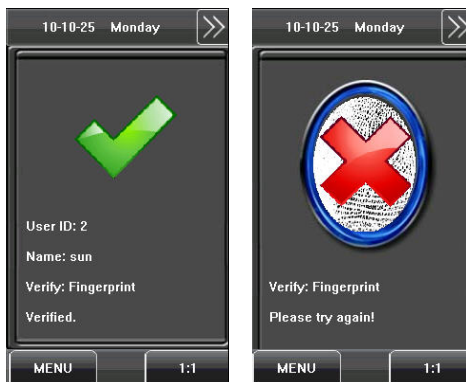 10-10-25 Monday
User ID: 2
Name: sun
Verify: Fingerprint
Verified.
MENU
1:1
10-10-25 Monday
Verify: Fingerprint
Please try again!
MENU
1:1